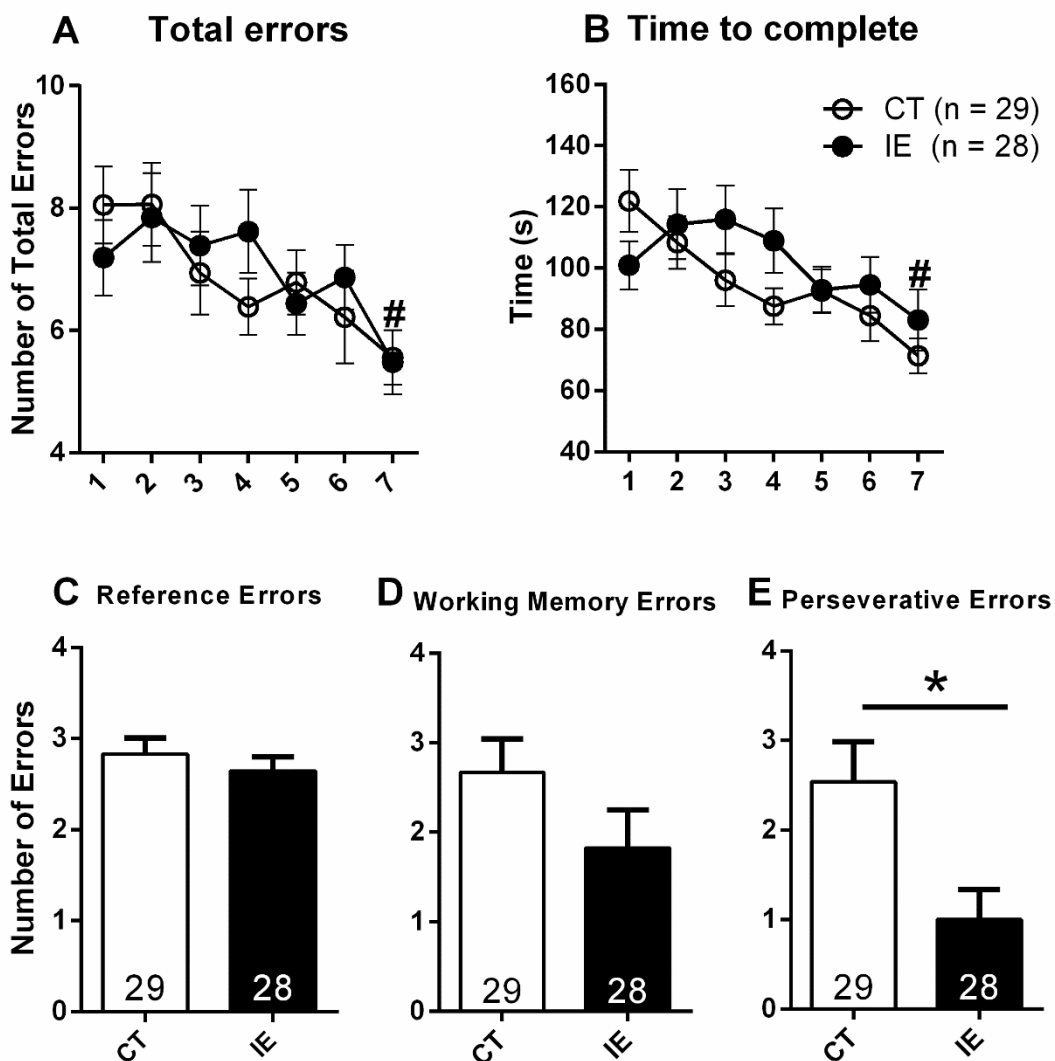 A Total errors
Number of Total Errors
10
8
6
4
1 2 3 4 5 6 7
#
B Time to complete
Time (s)
160
140
120
100
80
60
40
1 2 3 4 5 6 7
CT (n = 29)
IE (n = 28)
#
C Reference Errors
Number of Errors
4
3
2
1
0
29 28
CT IE
D Working Memory Errors
4
3
2
1
0
29 28
CT IE
E Perseverative Errors
4
3
2
1
0
*
29 28
CT IE